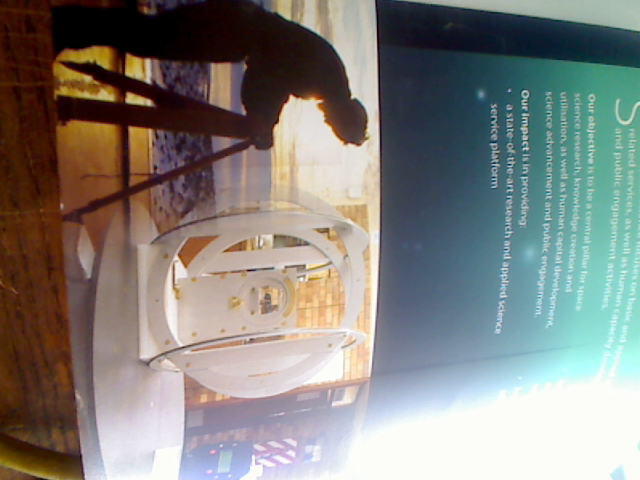 related services, as well as human capacity
and public engagement activities.
Our objective is to be a central pillar for space
science research, knowledge creation and
utilisation, as well as human capital development,
science advancement and public engagement.
Our impact is in providing:
• a state-of-the-art research and applied science
service platform